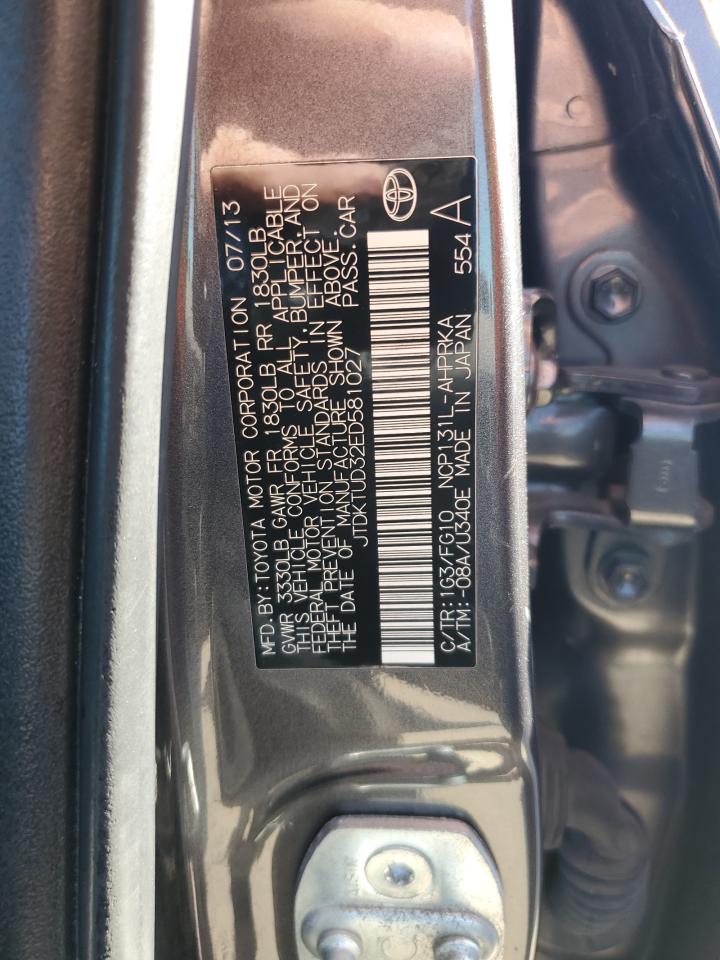 MFD. BY: TOYOTA MOTOR CORPORATION 07/13
GVWR 3330LB GAWR FR 1830LB RR 1830LB
THIS VEHICLE CONFORMS TO ALL APPLICABLE
FEDERAL MOTOR VEHICLE SAFETY, BUMPER, AND
THEFT PREVENTION STANDARDS IN EFFECT ON
THE DATE OF MANUFACTURE SHOWN ABOVE.
JTDKTUD32ED581027 PASS. CAR
C/TR: 1G3/FG10 NCP131L-AHPRKA
A/TM: -08A/U340E MADE IN JAPAN 554 A